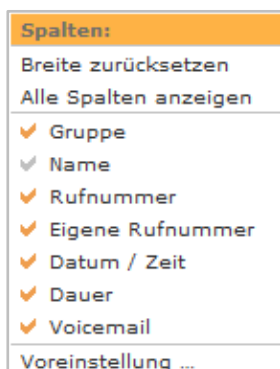 Spalten:
Breite zurücksetzen
Alle Spalten anzeigen
Gruppe
Name
Rufnummer
Eigene Rufnummer
Datum / Zeit
Dauer
Voicemail
Voreinstellung ...